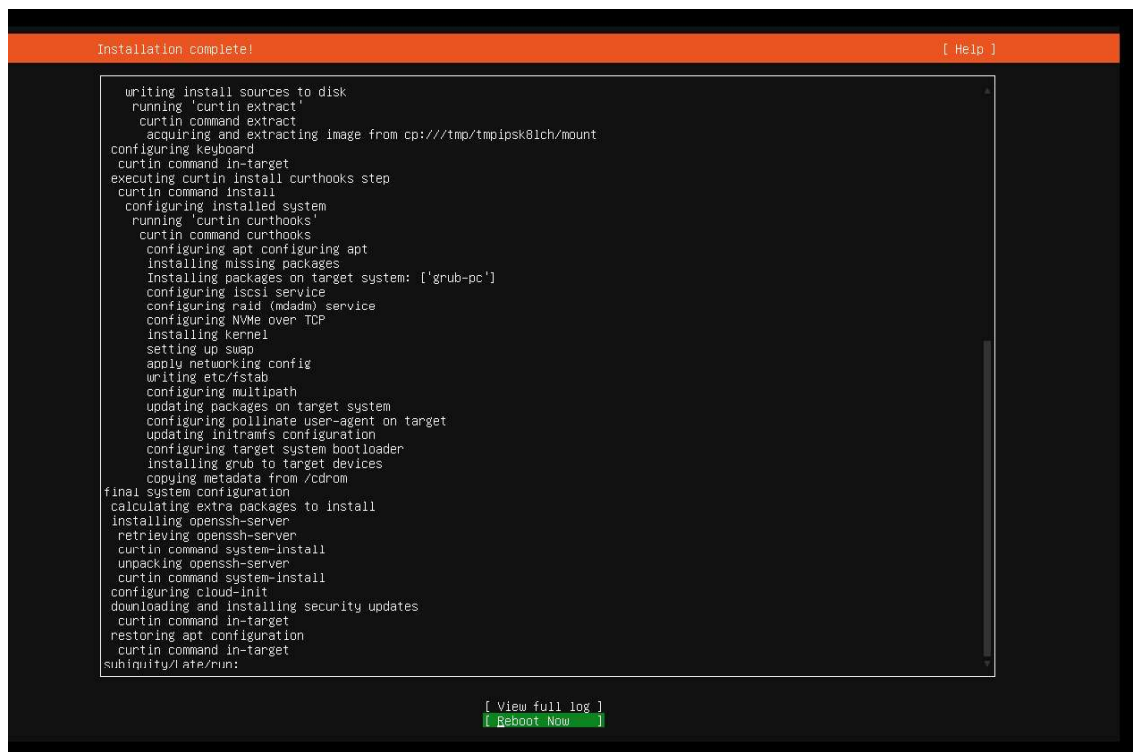 Installation complete! [ Help ]
writing install sources to disk
running 'curtin extract'
curtin command extract
acquiring and extracting image from cp:///tmp/tmpipsk8lch/mount
configuring keyboard
curtin command in-target
executing curtin install curthooks step
curtin command install
configuring installed system
running 'curtin curthooks'
curtin command curthooks
configuring apt configuring apt
installing missing packages
Installing packages on target system: ['grub-pc']
configuring iscsi service
configuring raid (mdadm) service
configuring NVMe over TCP
installing kernel
setting up swap
apply networking config
writing etc/fstab
configuring multipath
updating packages on target system
configuring pollinate user-agent on target
updating initramfs configuration
configuring target system bootloader
installing grub to target devices
copying metadata from /cdrom
final system configuration
calculating extra packages to install
installing openssh-server
retrieving openssh-server
curtin command system-install
unpacking openssh-server
curtin command system-install
configuring cloud-init
downloading and installing security updates
curtin command in-target
restoring apt configuration
curtin command in-target
subiquity/Late/run:
[ View full log ]
[ Reboot Now ]